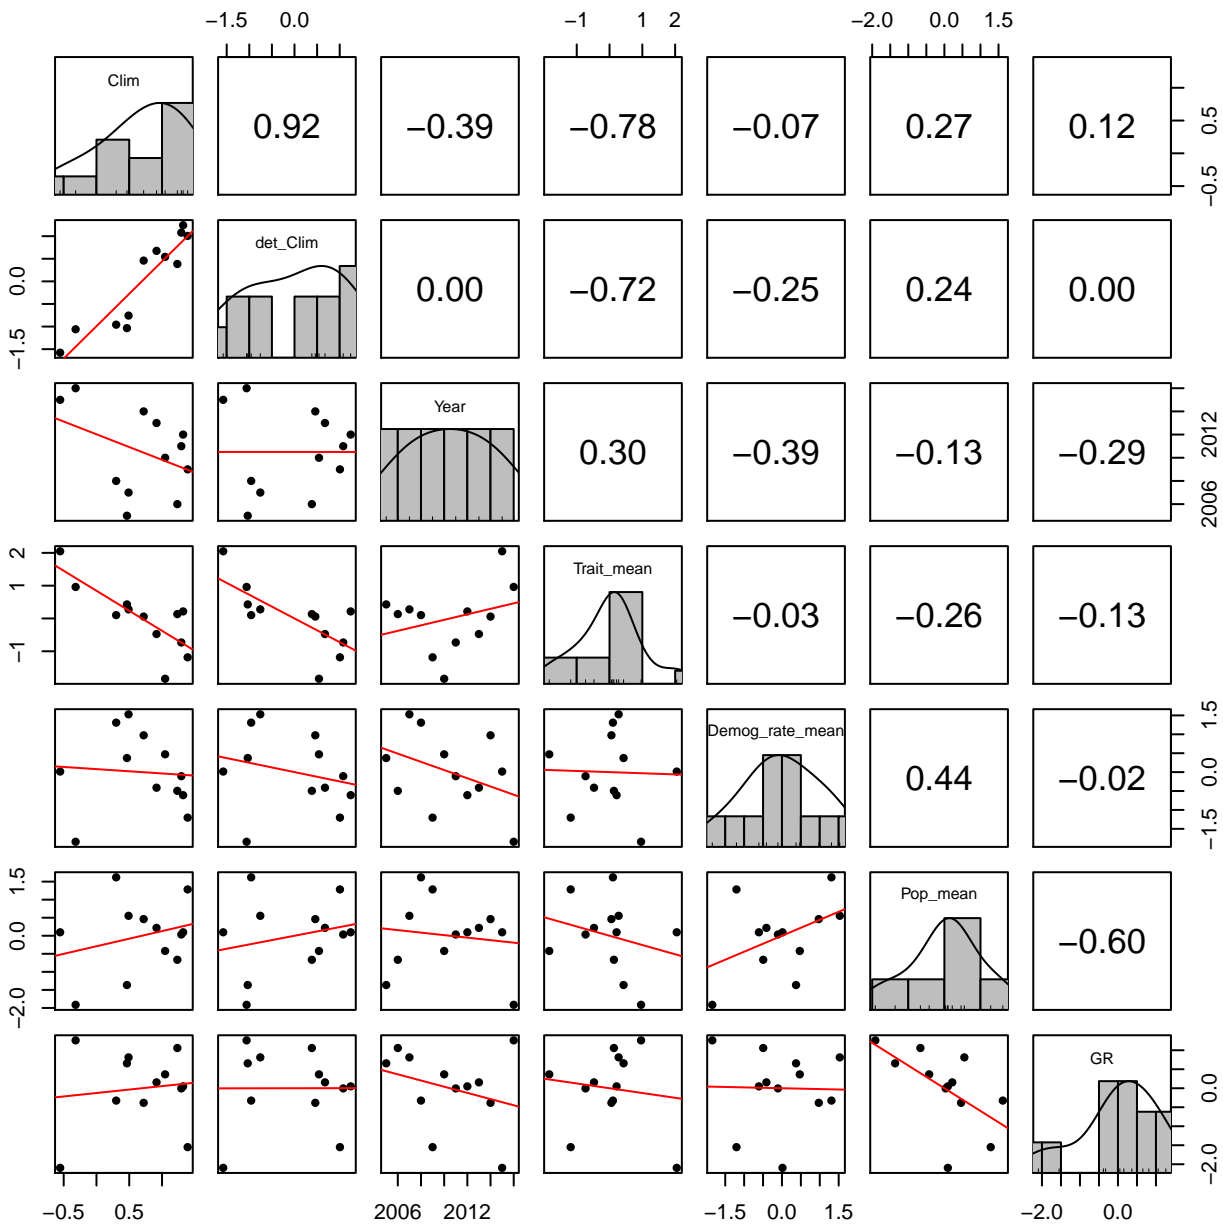 −1.5 0.0 −1 1 2 −2.0 0.0 1.5
Clim 0.92 −0.39 −0.78 −0.07 0.27 0.12 −0.5 0.5
−1.5 0.0 det_Clim 0.00 −0.72 −0.25 0.24 0.00
Year 0.30 −0.39 −0.13 −0.29 2006 2012
−1 1 2 Trait_mean −0.03 −0.26 −0.13
Demog_rate_mean 0.44 −0.02 −1.5 0.0 1.5
−2.0 0.0 1.5 Pop_mean −0.60
GR −2.0 0.0
−0.5 0.5 2006 2012 −1.5 0.0 1.5 −2.0 0.0